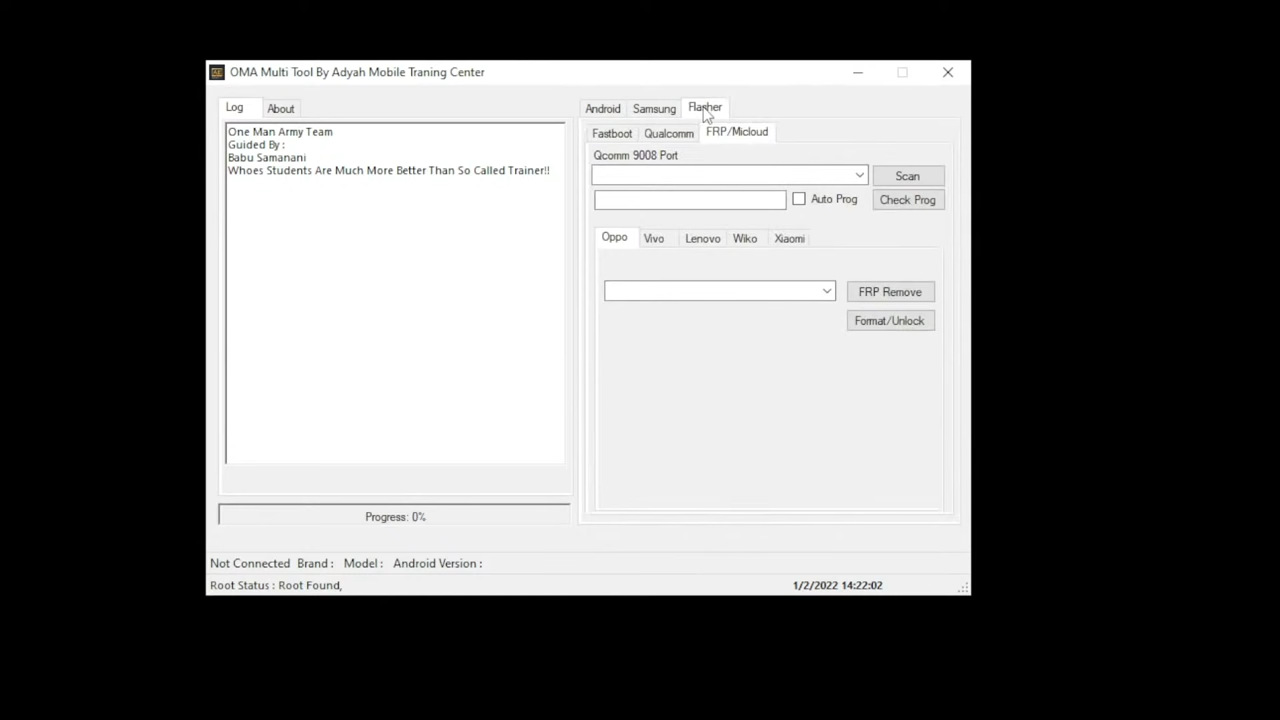 OMA Multi Tool By Adyah Mobile Traning Center
Log
About
One Man Army Team
Guided By :
Babu Samanani
Whoes Students Are Much More Better Than So Called Trainer!!
Progress: 0%
Android
Samsung
Flasher
Fastboot
Qualcomm
FRP/Micloud
Qcomm 9008 Port
Scan
Auto Prog
Check Prog
Oppo
Vivo
Lenovo
Wiko
Xiaomi
FRP Remove
Format/Unlock
Not Connected Brand : Model : Android Version :
Root Status : Root Found,
1/2/2022 14:22:02